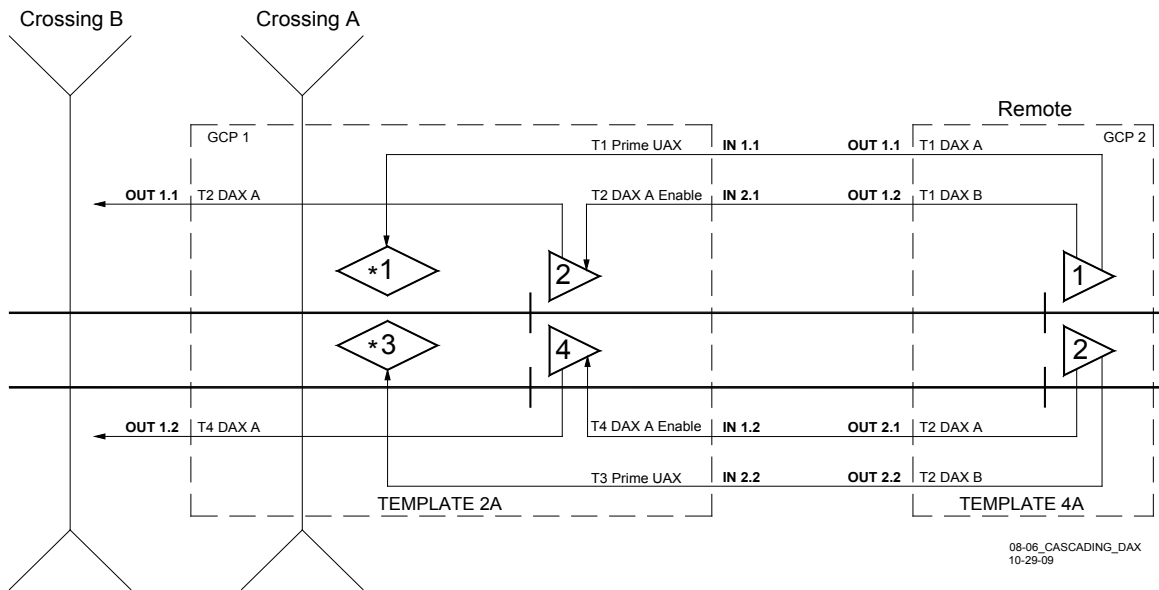 Crossing B
Crossing A
Remote
GCP 1
GCP 2
T1 Prime UAX IN 1.1 OUT 1.1 T1 DAX A
OUT 1.1 T2 DAX A T2 DAX A Enable IN 2.1 OUT 1.2 T1 DAX B
*1 2 1
*3 4 2
OUT 1.2 T4 DAX A T4 DAX A Enable IN 1.2 OUT 2.1 T2 DAX A
T3 Prime UAX IN 2.2 OUT 2.2 T2 DAX B
TEMPLATE 2A
TEMPLATE 4A
08-06_CASCADING_DAX
10-29-09